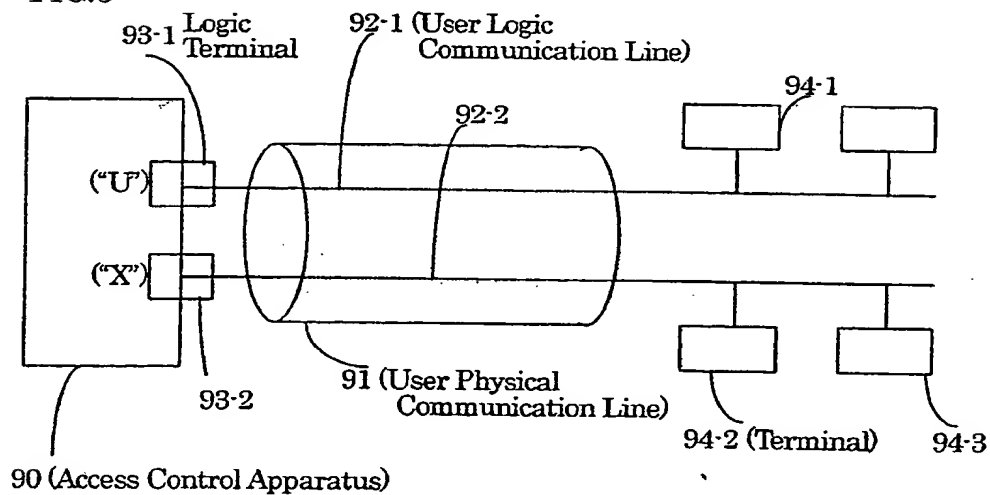 93-1 Logic
Terminal
92-1 (User Logic
Communication Line)
94-1
92-2
("U")
("X")
93-2
91 (User Physical
Communication Line)
94-2 (Terminal)
94-3
90 (Access Control Apparatus)